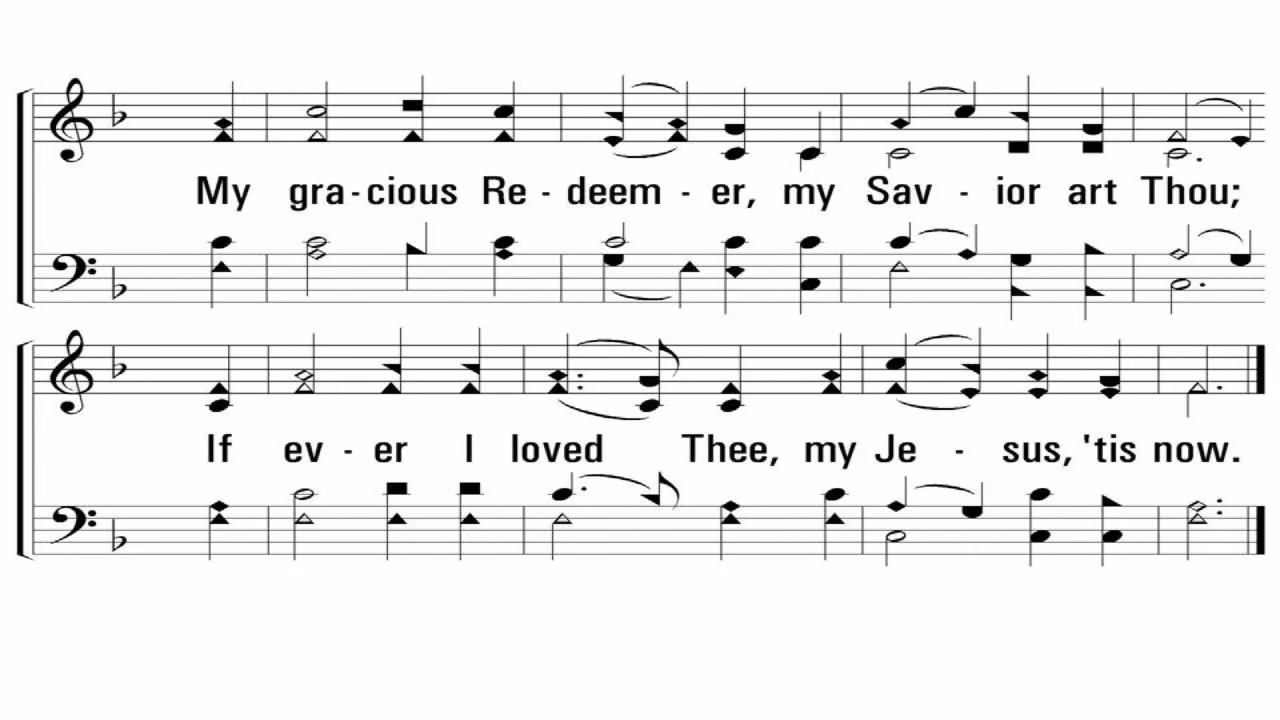 My gra - cious Re - deem - er, my Sav - ior art Thou;
If ev - er I loved Thee, my Je - sus, 'tis now.